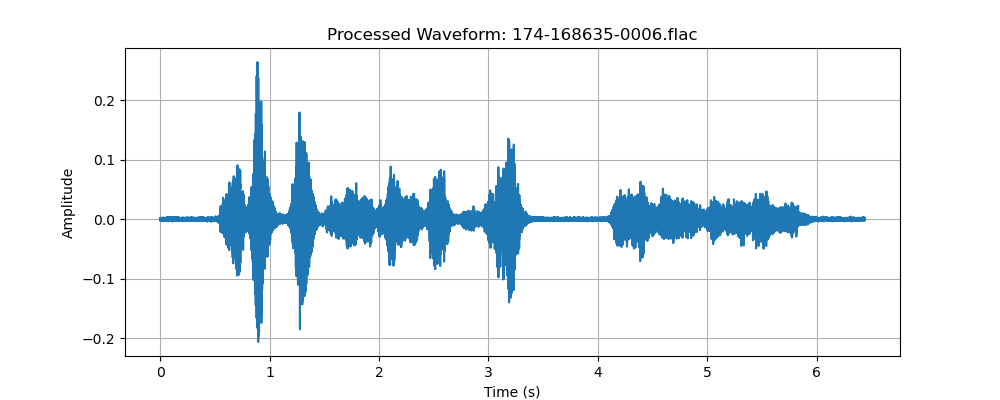 Processed Waveform: 174-168635-0006.flac
0.2
0.1
0.0
−0.1
−0.2
Amplitude
0 1 2 3 4 5 6
Time (s)